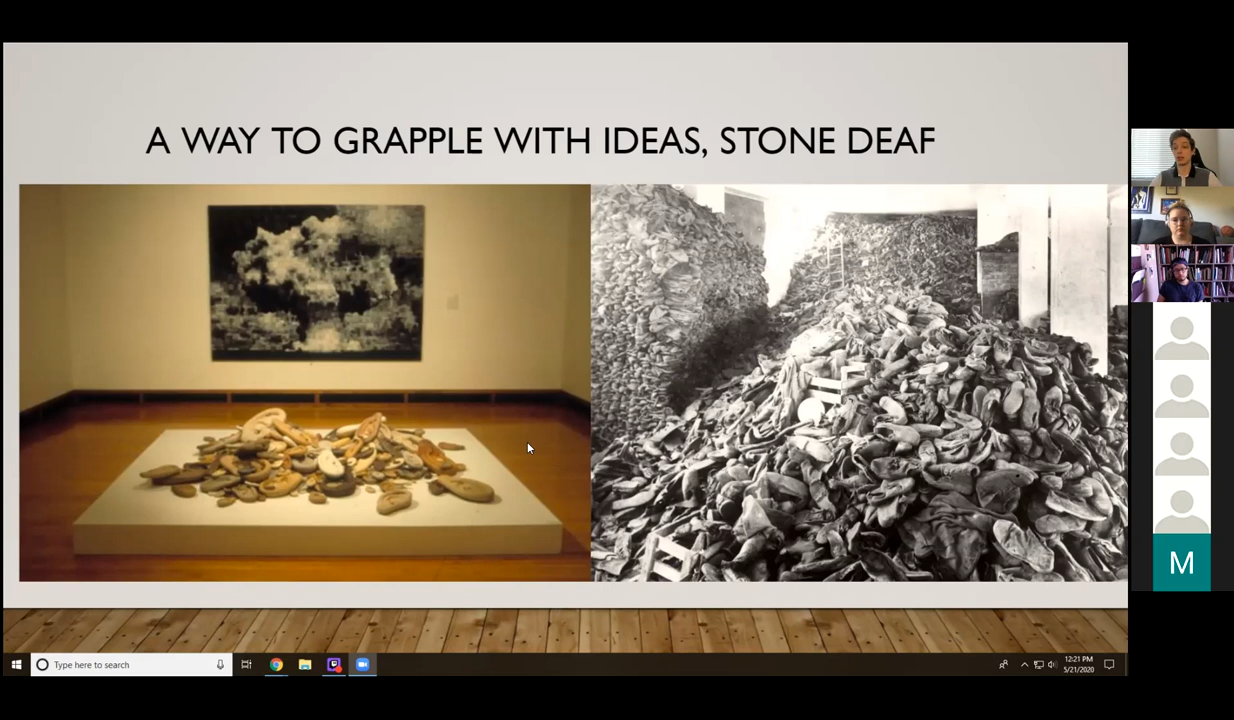 A WAY TO GRAPPLE WITH IDEAS, STONE DEAF
M
Type here to search
12:21 PM
5/21/2020